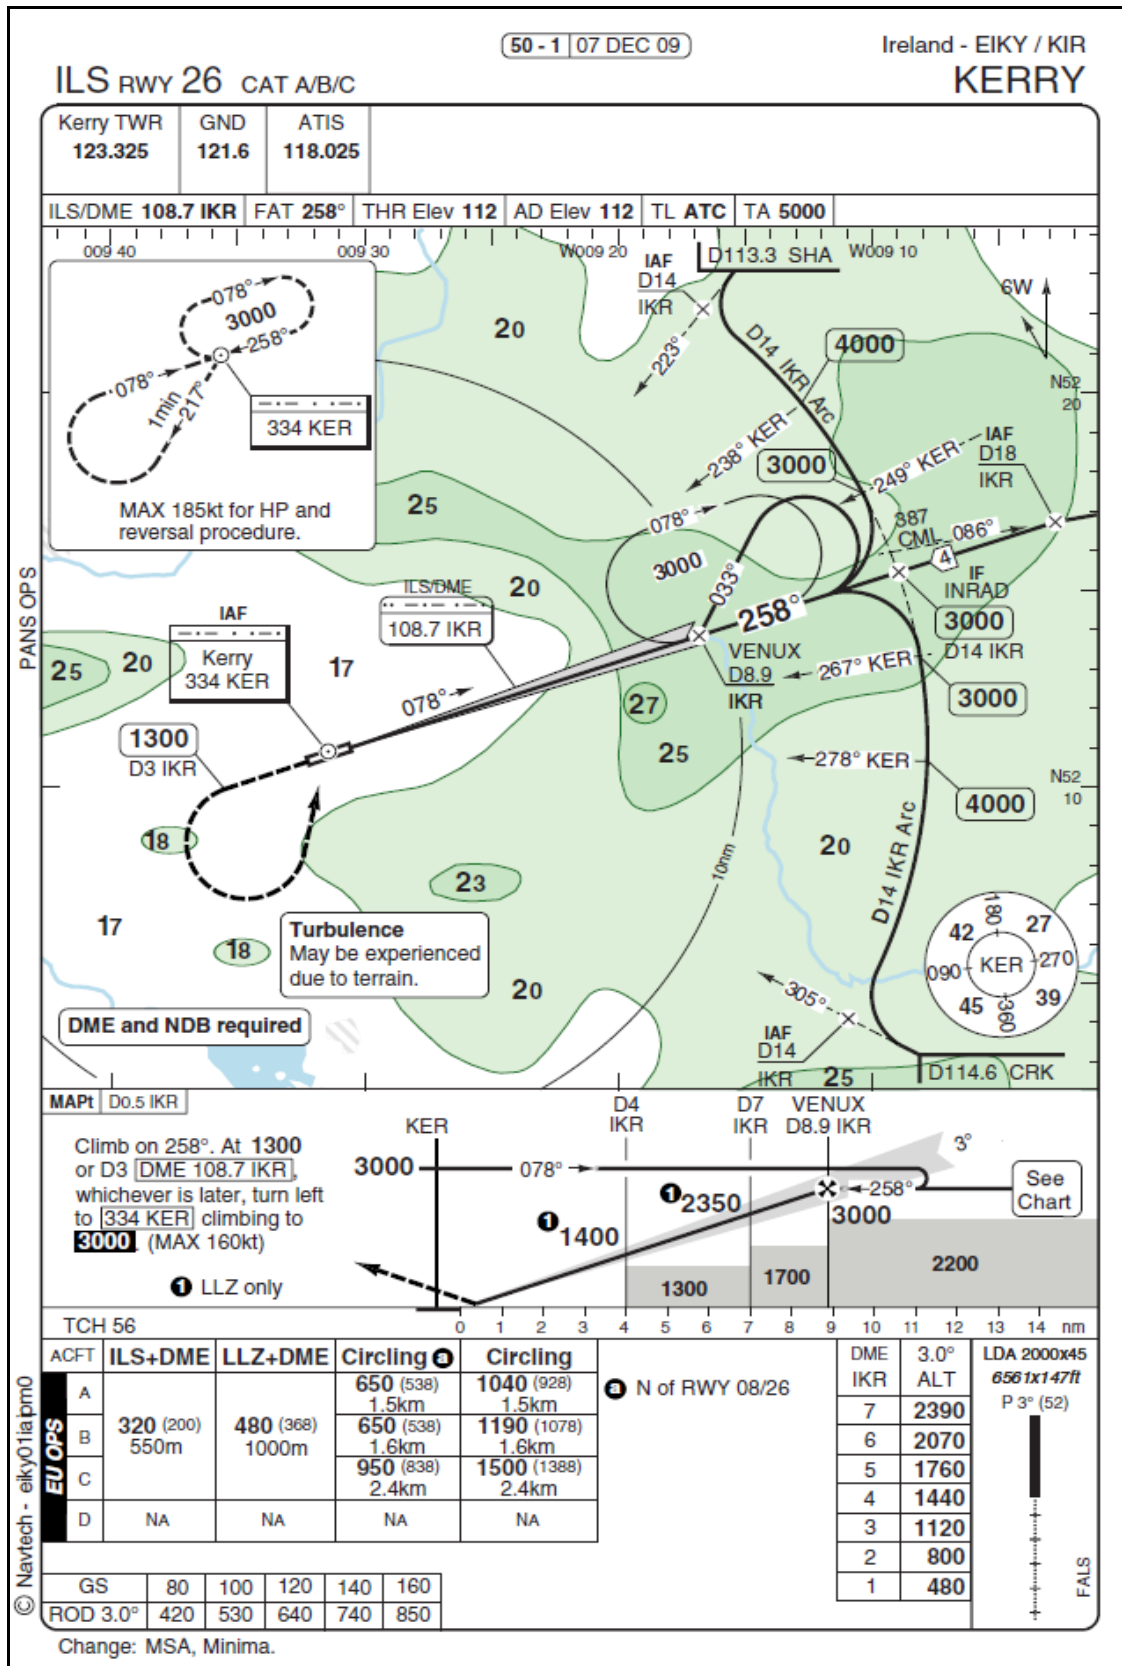 50 - 1 07 DEC 09
Ireland - EIKY / KIR
ILS RWY 26 CAT A/B/C
KERRY
Kerry TWR GND ATIS
123.325 121.6 118.025
ILS/DME 108.7 IKR FAT 258° THR Elev 112 AD Elev 112 TL ATC TA 5000
009 40 009 30 W009 20 W009 10
IAF
D14
IKR
D113.3 SHA
6W
078°
3000
258°
078°
1min
217°
334 KER
MAX 185kt for HP and
reversal procedure.
20
223°
D14 IKR Arc
4000
N52
20
238° KER
3000
249° KER
IAF
D18
IKR
25
078°
387
CML 086°
4
3000
033°
20
ILS/DME
108.7 IKR
258°
IF
INRAD
3000
D14 IKR
PANS OPS
IAF
Kerry
334 KER
25
20
17
VENUX
D8.9
IKR
267° KER
3000
078°
27
1300
D3 IKR
25
278° KER
N52
10
4000
18
20
10nm
D14 IKR Arc
23
17
18
Turbulence
May be experienced
due to terrain.
42 180 27
090 KER 270
45 360 39
20
305°
DME and NDB required
IAF
D14
IKR
25
D114.6 CRK
MAPt D0.5 IKR
KER
D4
IKR
D7
IKR
VENUX
D8.9 IKR
Climb on 258°. At 1300
or D3 DME 108.7 IKR,
whichever is later, turn left
to 334 KER climbing to
3000. (MAX 160kt)
1 LLZ only
3000
078°
3°
258°
See
Chart
1 2350
3000
1 1400
1300
1700
2200
TCH 56
0 1 2 3 4 5 6 7 8 9 10 11 12 13 14 nm
ACFT ILS+DME LLZ+DME Circling a Circling
EU OPS
A 650 (538) 1040 (928)
1.5km 1.5km
B 320 (200) 480 (368) 650 (538) 1190 (1078)
550m 1000m 1.6km 1.6km
C 950 (838) 1500 (1388)
2.4km 2.4km
D NA NA NA NA
a N of RWY 08/26
DME 3.0°
IKR ALT
7 2390
6 2070
5 1760
4 1440
3 1120
2 800
1 480
LDA 2000x45
6561x147ft
P 3° (52)
FALS
GS 80 100 120 140 160
ROD 3.0° 420 530 640 740 850
Change: MSA, Minima.
© Navtech - eiky01iaipm0